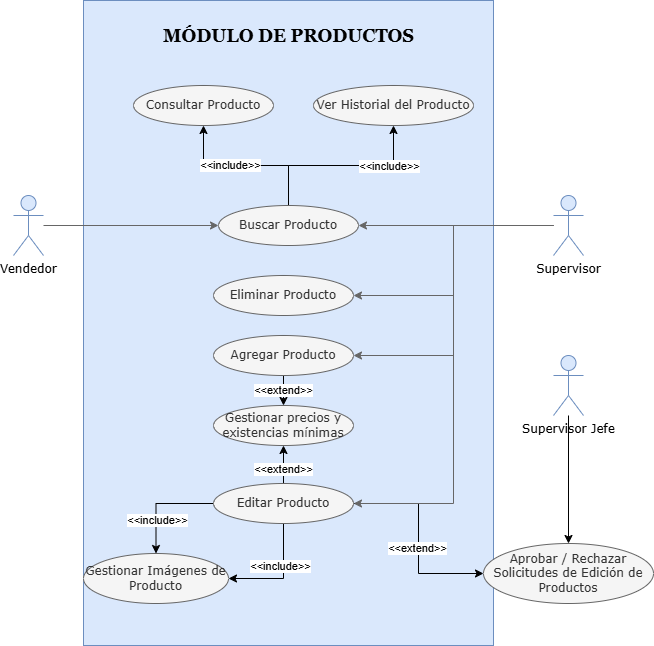 MÓDULO DE PRODUCTOS
Consultar Producto
Ver Historial del Producto
<<include>>
<<include>>
Buscar Producto
Vendedor
Supervisor
Eliminar Producto
Agregar Producto
<<extend>>
Gestionar precios y
existencias mínimas
Supervisor Jefe
<<extend>>
Editar Producto
<<include>>
<<extend>>
<<include>>
Gestionar Imágenes de
Producto
Aprobar / Rechazar
Solicitudes de Edición de
Productos